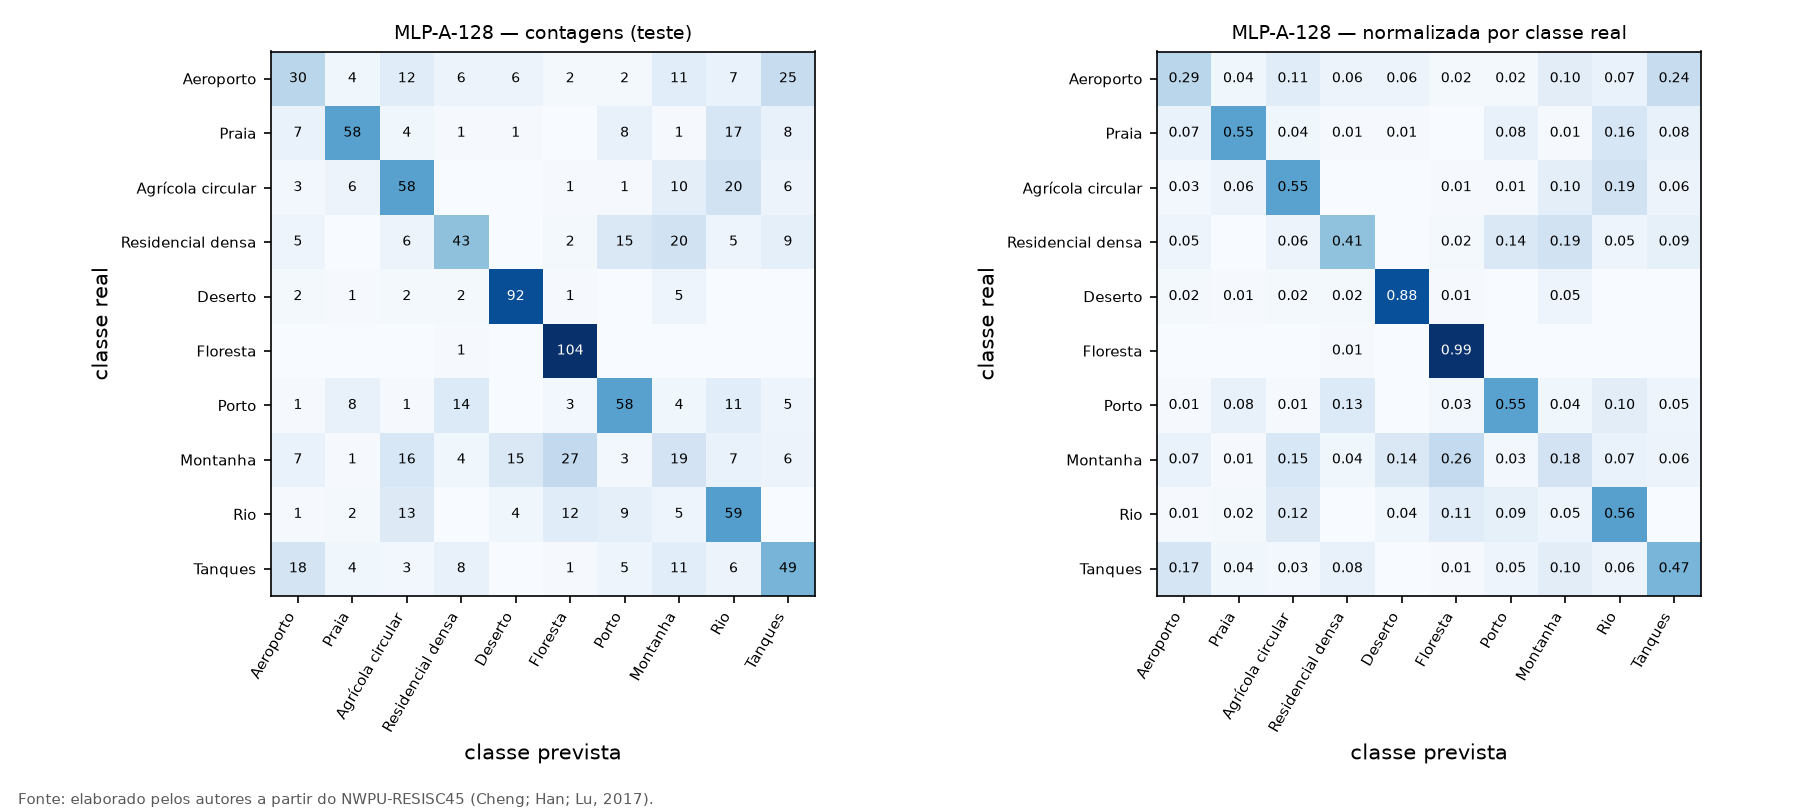 MLP-A-128 — contagens (teste)
classe real
Aeroporto 30 4 12 6 6 2 2 11 7 25
Praia 7 58 4 1 1 8 1 17 8
Agrícola circular 3 6 58 1 1 10 20 6
Residencial densa 5 6 43 2 15 20 5 9
Deserto 2 1 2 2 92 1 5
Floresta 1 104
Porto 1 8 1 14 3 58 4 11 5
Montanha 7 1 16 4 15 27 3 19 7 6
Rio 1 2 13 4 12 9 5 59
Tanques 18 4 3 8 1 5 11 6 49
Aeroporto Praia Agrícola circular Residencial densa Deserto Floresta Porto Montanha Rio Tanques
classe prevista
MLP-A-128 — normalizada por classe real
classe real
Aeroporto 0.29 0.04 0.11 0.06 0.06 0.02 0.02 0.10 0.07 0.24
Praia 0.07 0.55 0.04 0.01 0.01 0.08 0.01 0.16 0.08
Agrícola circular 0.03 0.06 0.55 0.01 0.01 0.10 0.19 0.06
Residencial densa 0.05 0.06 0.41 0.02 0.14 0.19 0.05 0.09
Deserto 0.02 0.01 0.02 0.02 0.88 0.01 0.05
Floresta 0.01 0.99
Porto 0.01 0.08 0.01 0.13 0.03 0.55 0.04 0.10 0.05
Montanha 0.07 0.01 0.15 0.04 0.14 0.26 0.03 0.18 0.07 0.06
Rio 0.01 0.02 0.12 0.04 0.11 0.09 0.05 0.56
Tanques 0.17 0.04 0.03 0.08 0.01 0.05 0.10 0.06 0.47
Aeroporto Praia Agrícola circular Residencial densa Deserto Floresta Porto Montanha Rio Tanques
classe prevista
Fonte: elaborado pelos autores a partir do NWPU-RESISC45 (Cheng; Han; Lu, 2017).